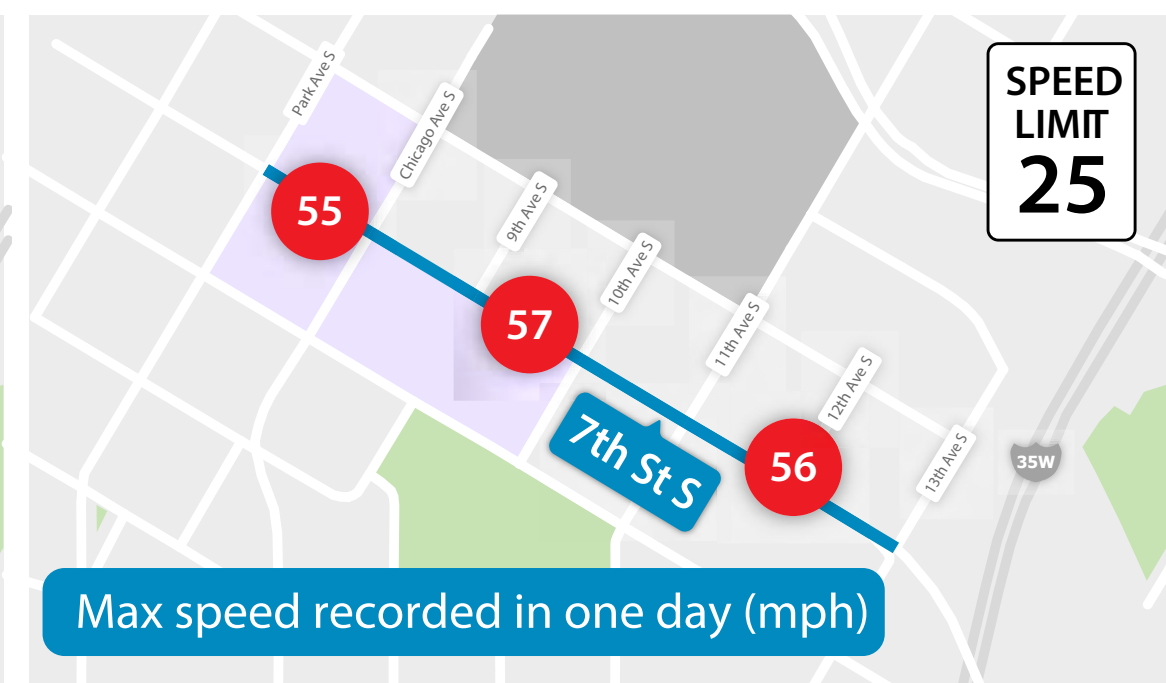 Park Ave S
Chicago Ave S
SPEED
LIMIT
25
55
9th Ave S
10th Ave S
57
11th Ave S
12th Ave S
7th St S
56
13th Ave S
35W
Max speed recorded in one day (mph)